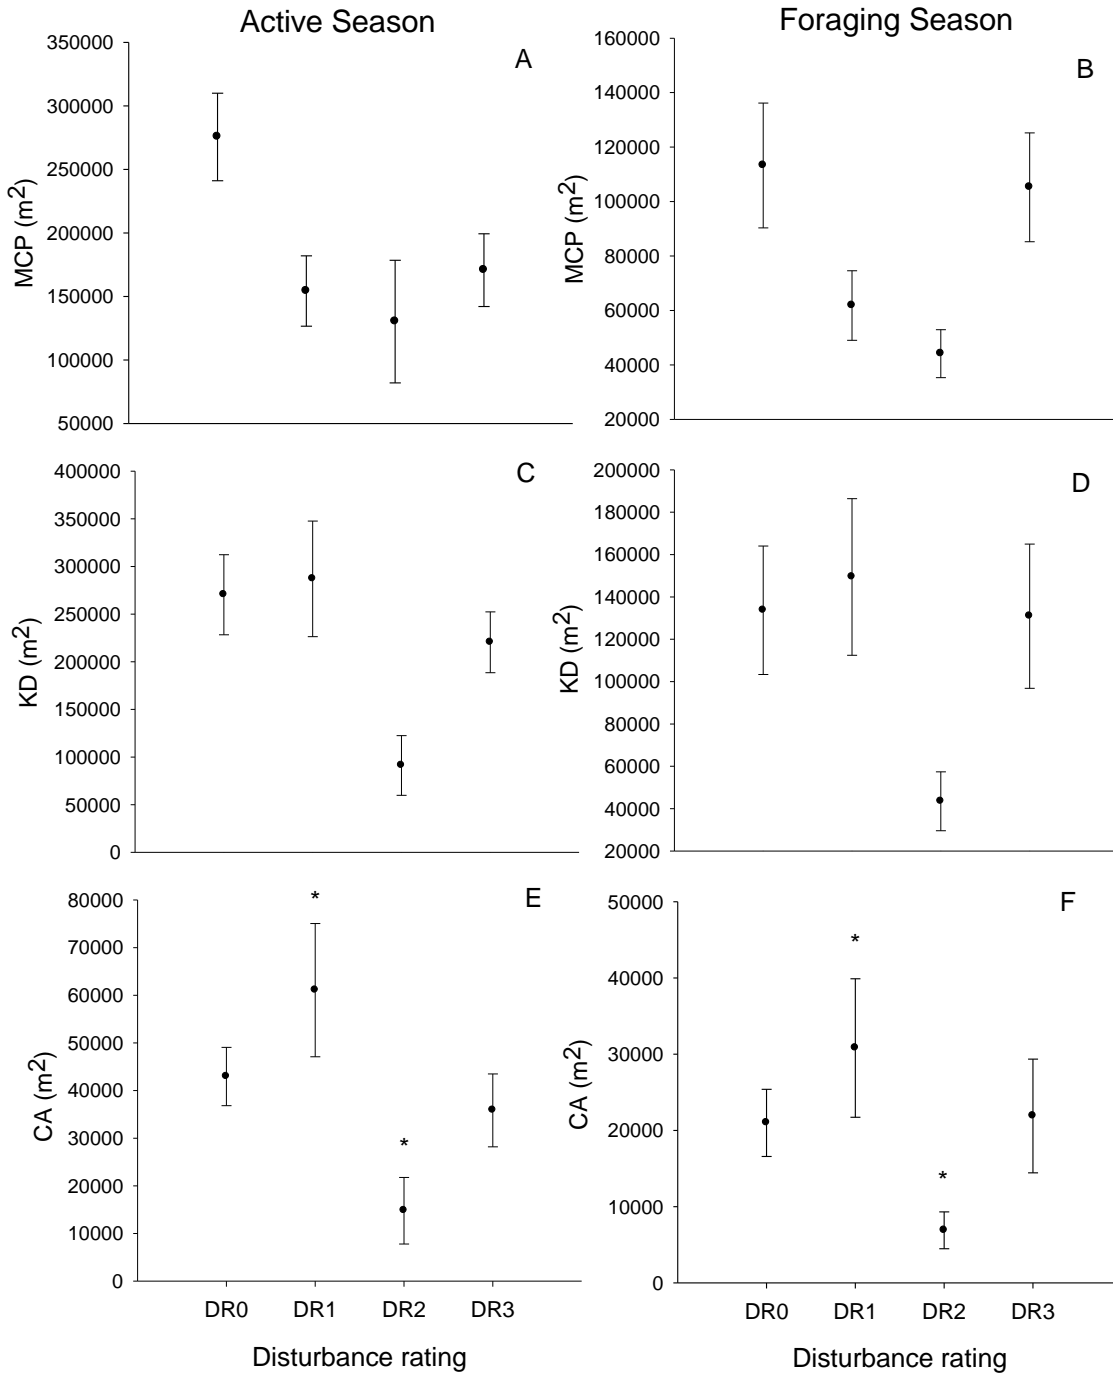 Active Season
Foraging Season
A
MCP (m²)
350000
300000
250000
200000
150000
100000
50000
B
MCP (m²)
160000
140000
120000
100000
80000
60000
40000
20000
C
KD (m²)
400000
350000
300000
250000
200000
150000
100000
50000
0
D
KD (m²)
200000
180000
160000
140000
120000
100000
80000
60000
40000
20000
E
CA (m²)
80000
70000
60000
50000
40000
30000
20000
10000
0
*
*
DR0 DR1 DR2 DR3
Disturbance rating
F
CA (m²)
50000
40000
30000
20000
10000
0
*
*
DR0 DR1 DR2 DR3
Disturbance rating